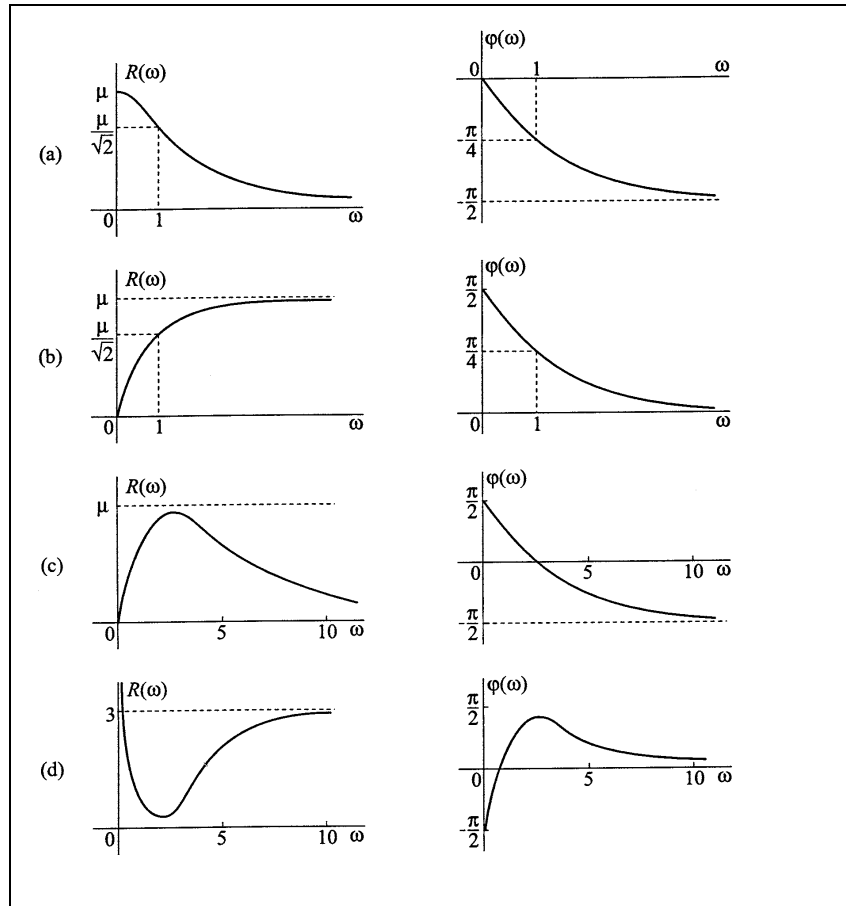 (a)
R(ω)
μ
μ/√2
0 1 ω
φ(ω)
0 1 ω
-π/4
-π/2
(b)
R(ω)
μ
μ/√2
0 1 ω
φ(ω)
π/2
π/4
0 1 ω
(c)
R(ω)
μ
0 5 10 ω
φ(ω)
π/2
0 5 10 ω
-π/2
(d)
R(ω)
3
0 5 10 ω
φ(ω)
π/2
0 5 10 ω
-π/2